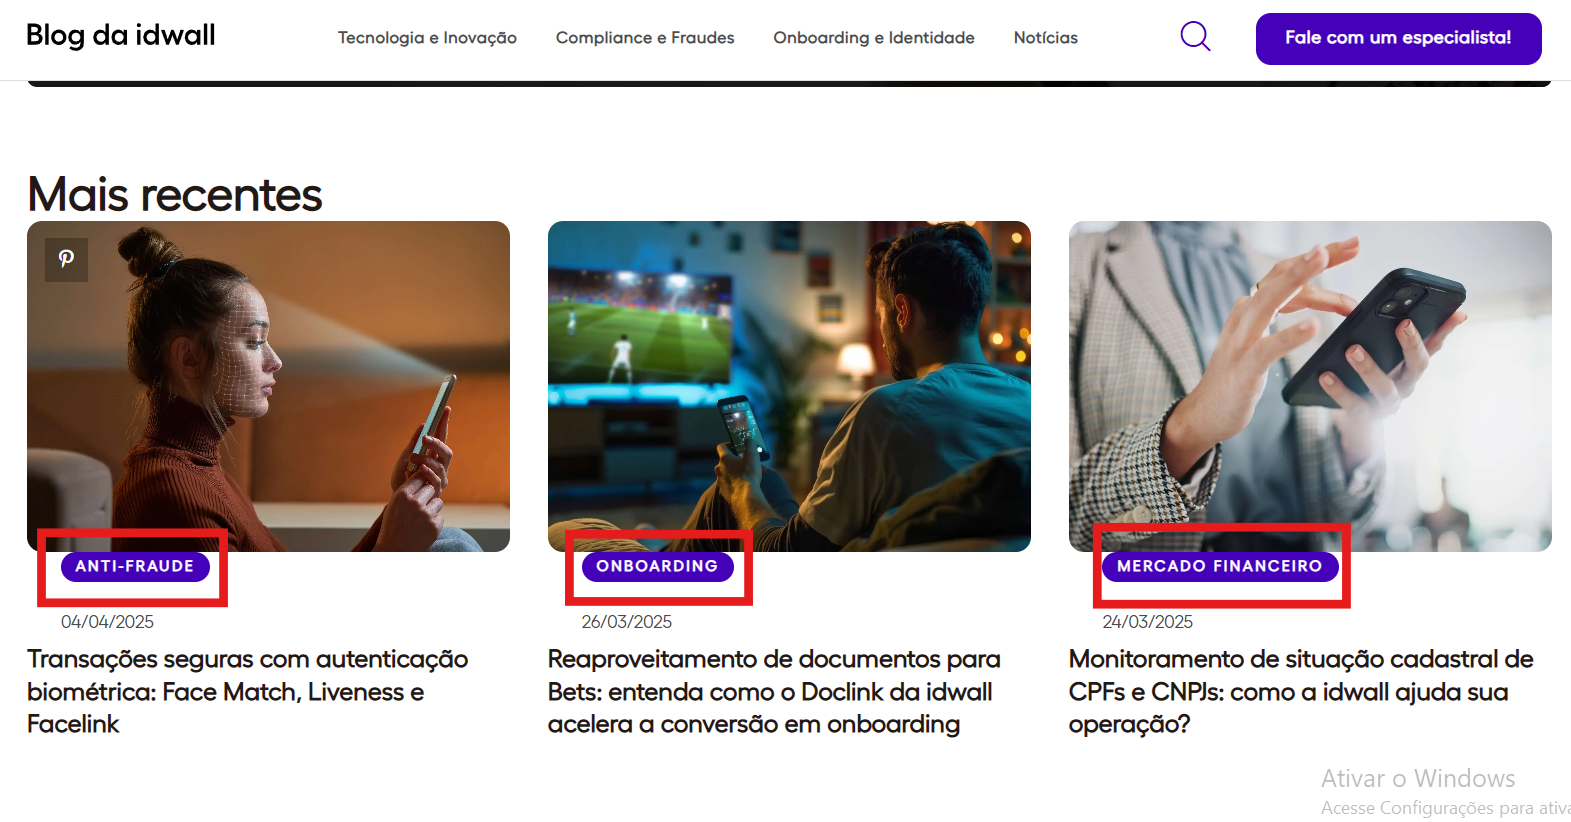 Blog da idwall
Tecnologia e Inovação
Compliance e Fraudes
Onboarding e Identidade
Notícias
Fale com um especialista!
Mais recentes
ANTI-FRAUDE
04/04/2025
Transações seguras com autenticação
biométrica: Face Match, Liveness e
Facelink
ONBOARDING
26/03/2025
Reaproveitamento de documentos para
Bets: entenda como o Doclink da idwall
acelera a conversão em onboarding
MERCADO FINANCEIRO
24/03/2025
Monitoramento de situação cadastral de
CPFs e CNPJs: como a idwall ajuda sua
operação?
Ativar o Windows
Acesse Configurações para ativa